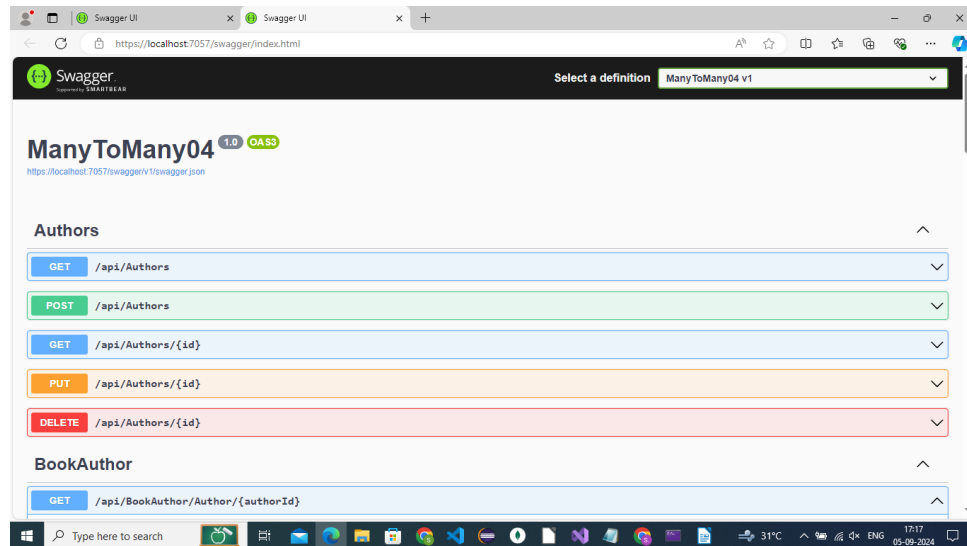 Swagger UI
Swagger UI
https://localhost:7057/swagger/index.html
Swagger.
Supported by SMARTBEAR
Select a definition
ManyToMany04 v1
ManyToMany04 1.0 OAS3
https://localhost:7057/swagger/v1/swagger.json
Authors
GET /api/Authors
POST /api/Authors
GET /api/Authors/{id}
PUT /api/Authors/{id}
DELETE /api/Authors/{id}
BookAuthor
GET /api/BookAuthor/Author/{authorId}
Type here to search
31°C
ENG
17:17
05-09-2024